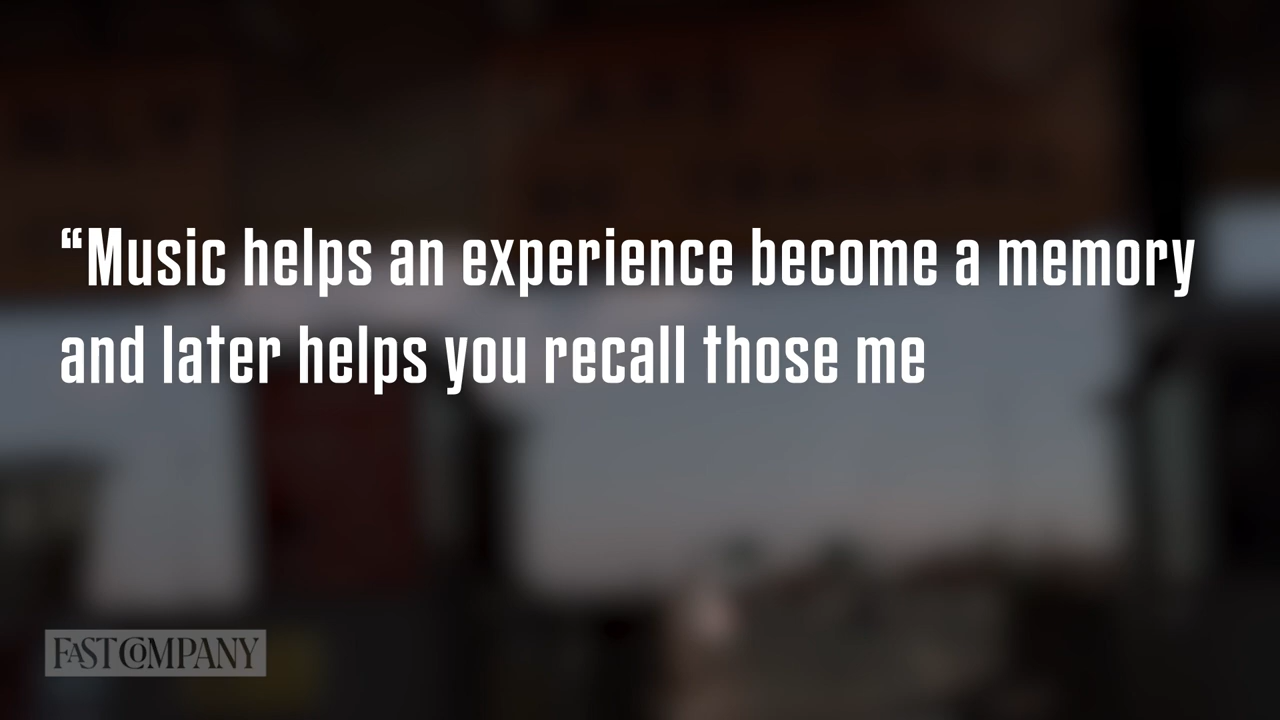 “Music helps an experience become a memory
and later helps you recall those me
FAST COMPANY